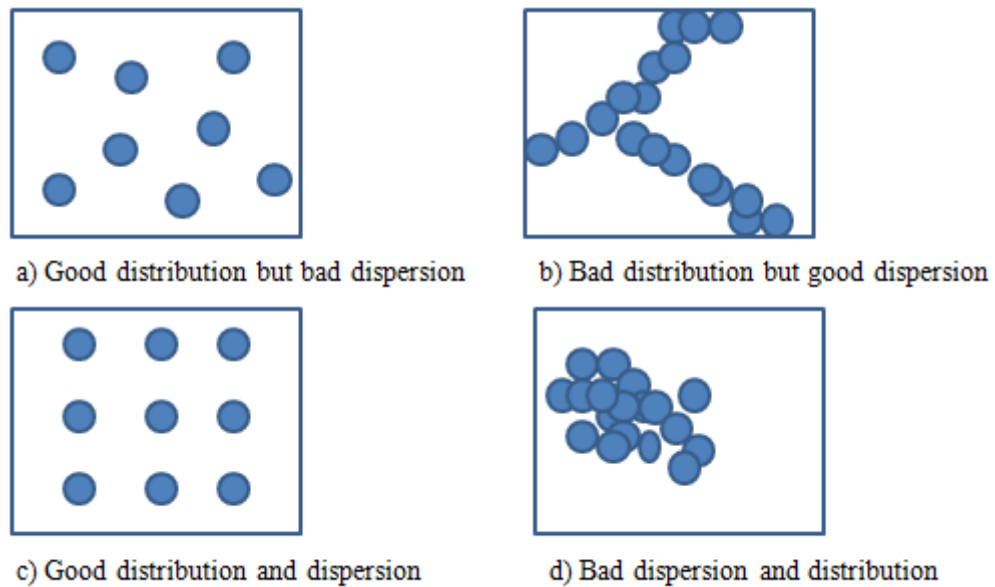 a) Good distribution but bad dispersion
b) Bad distribution but good dispersion
c) Good distribution and dispersion
d) Bad dispersion and distribution